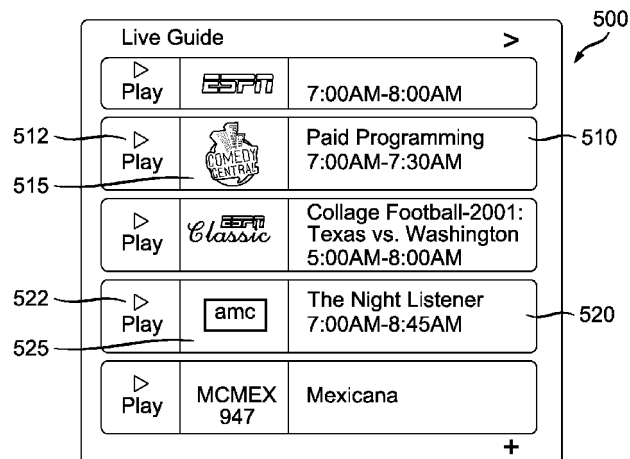 500
Live Guide >
Play ESPN 7:00AM-8:00AM
512
Play COMEDY CENTRAL Paid Programming
7:00AM-7:30AM
510
515
Play ESPN Classic Collage Football-2001:
Texas vs. Washington
5:00AM-8:00AM
522
Play amc The Night Listener
7:00AM-8:45AM
520
525
Play MCMEX
947
Mexicana
+